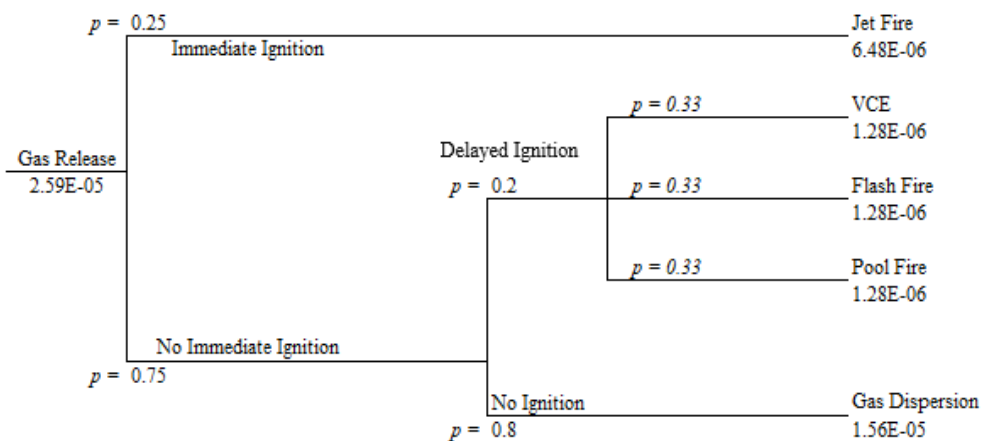 p = 0.25
Jet Fire
Immediate Ignition
6.48E-06
p = 0.33
VCE
1.28E-06
Delayed Ignition
Gas Release
2.59E-05
p = 0.2
p = 0.33
Flash Fire
1.28E-06
p = 0.33
Pool Fire
1.28E-06
No Immediate Ignition
p = 0.75
No Ignition
Gas Dispersion
p = 0.8
1.56E-05